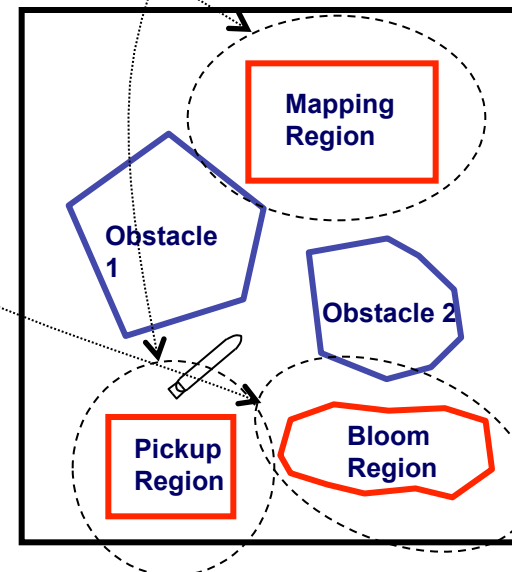 Mapping
Region
Obstacle
1
Obstacle 2
Pickup
Region
Bloom
Region